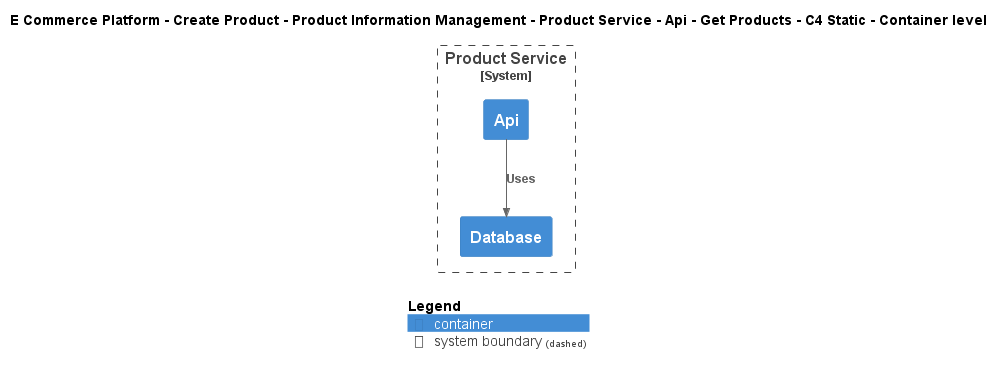 E Commerce Platform - Create Product - Product Information Management - Product Service - Api - Get Products - C4 Static - Container level
Product Service
[System]
Api
Uses
Database
Legend
container
system boundary (dashed)